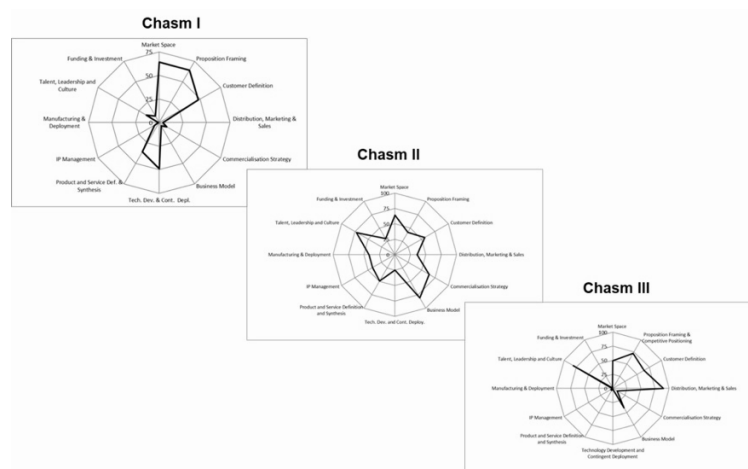 Chasm I
Market Space
75
Funding & Investment
Proposition Framing
Talent, Leadership and
Culture
50
Customer Definition
25
Manufacturing &
Deployment
0
Distribution, Marketing &
Sales
IP Management
Commercialisation Strategy
Product and Service Def. &
Synthesis
Business Model
Tech. Dev. & Cont. Depl.
Chasm II
Market Space
100
Funding & Investment
Proposition Framing
75
Talent, Leadership and Culture
50
Customer Definition
Manufacturing & Deployment
0
Distribution, Marketing & Sales
IP Management
Commercialisation Strategy
Product and Service Definition
and Synthesis
Business Model
Tech. Dev. and Cont. Deploy.
Chasm III
Market Space
100
Funding & Investment
Proposition Framing &
Competitive Positioning
75
Talent, Leadership and Culture
50
Customer Definition
25
Manufacturing & Deployment
0
Distribution, Marketing & Sales
IP Management
Commercialisation Strategy
Product and Service Definition
and Synthesis
Business Model
Technology Development and
Contingent Deployment